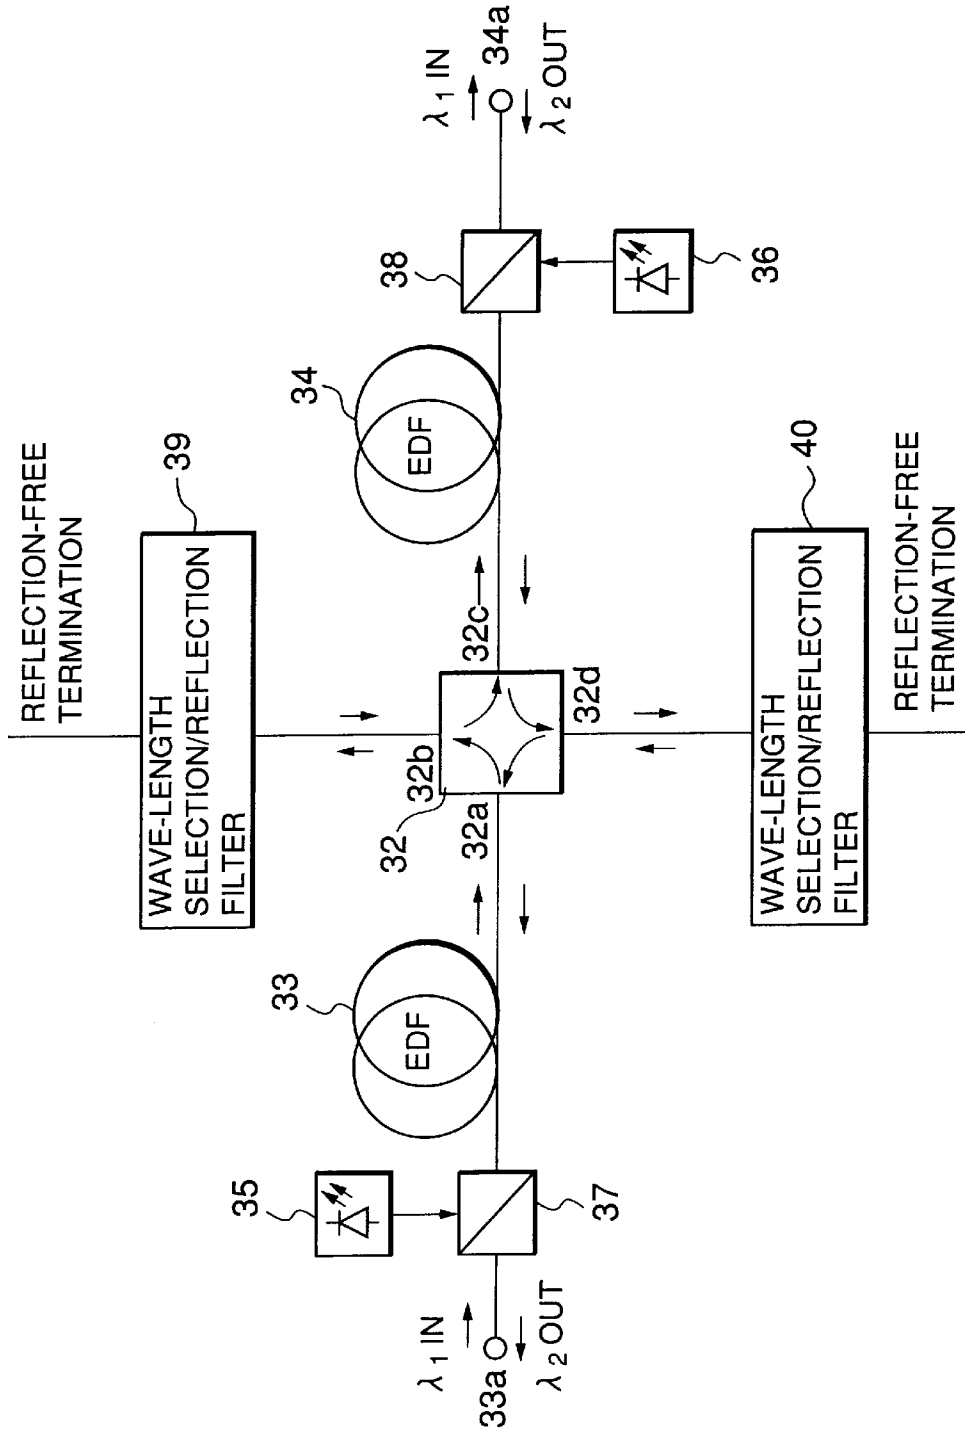 REFLECTION-FREE
TERMINATION
39
WAVE-LENGTH
SELECTION/REFLECTION
FILTER
35
33
EDF
34
EDF
38
λ1 IN
34a
λ2 OUT
36
λ1 IN
33a
λ2 OUT
37
32
32b
32a
32c
32d
40
WAVE-LENGTH
SELECTION/REFLECTION
FILTER
REFLECTION-FREE
TERMINATION